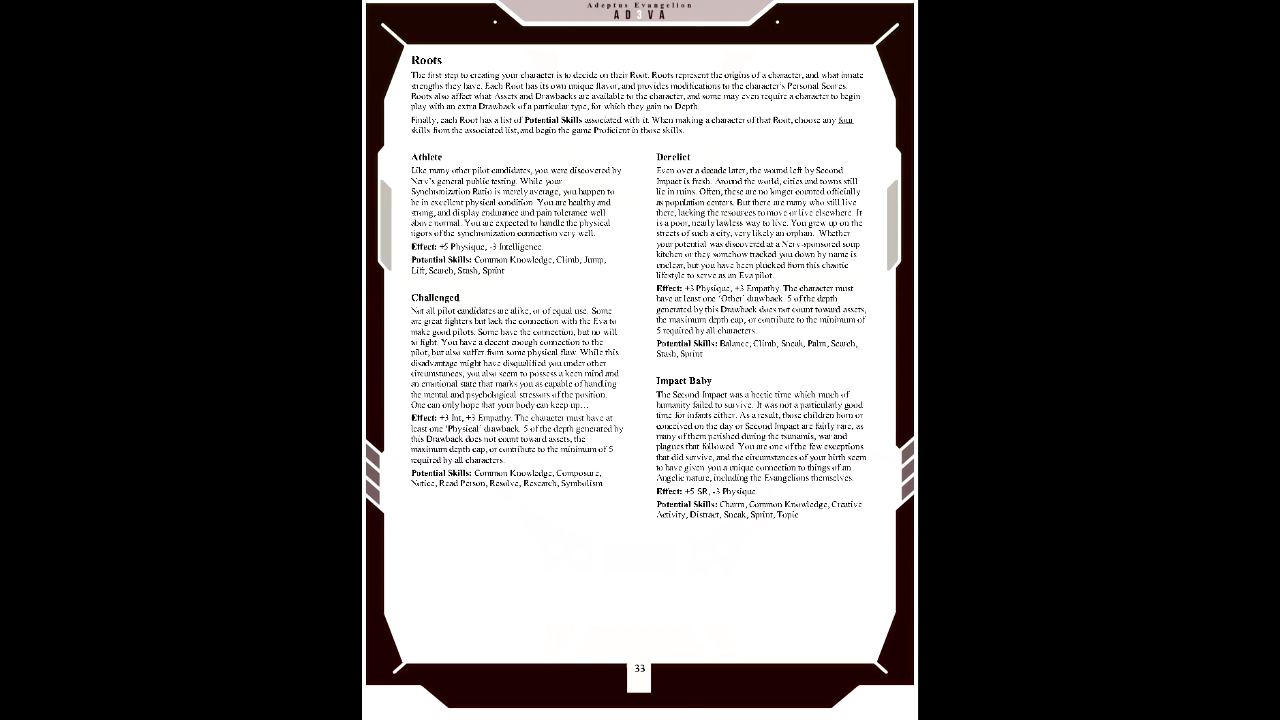 Adeptus Evangelion
AD3VA
Roots
The first step to creating your character is to decide on their Root. Roots represent the origins of a character, and what innate
strengths they have. Each Root has its own unique flavor, and provides modifications to the character's Personal Scores.
Roots also affect what Assets and Drawbacks are available to the character, and some may even require a character to begin
play with an extra Drawback of a particular type, for which they gain no Depth.
Finally, each Root has a list of Potential Skills associated with it. When making a character of that Root, choose any four
skills from the associated list, and begin the game Proficient in those skills.
Athlete
Like many other pilot candidates, you were discovered by
Nerv's general public testing. While your
Synchronization Ratio is merely average, you happen to
be in excellent physical condition. You are healthy and
strong, and display endurance and pain tolerance well
above normal. You are expected to handle the physical
rigors of the synchronization connection very well.
Effect: +5 Physique, -3 Intelligence.
Potential Skills: Common Knowledge, Climb, Jump,
Lift, Search, Stash, Sprint
Challenged
Not all pilot candidates are alike, or of equal use. Some
are great fighters but lack the connection with the Eva to
make good pilots. Some have the connection, but no will
to fight. You have a decent enough connection to the
pilot, but also suffer from some physical flaw. While this
disadvantage might have disqualified you under other
circumstances, you also seem to possess a keen mind and
an emotional state that marks you as capable of handling
the mental and psychological stressors of the position.
One can only hope that your body can keep up…
Effect: +3 Int, +3 Empathy. The character must have at
least one 'Physical' drawback. 5 of the depth generated by
this Drawback does not count toward assets, the
maximum depth cap, or contribute to the minimum of 5
required by all characters.
Potential Skills: Common Knowledge, Composure,
Notice, Read Person, Resolve, Research, Symbolism
Derelict
Even over a decade later, the wound left by Second
Impact is fresh. Around the world, cities and towns still
lie in ruins. Often, these are no longer counted officially
as population centers. But there are many who still live
there, lacking the resources to move or live elsewhere. It
is a poor, nearly lawless way to live. You grew up on the
streets of such a city, very likely an orphan. Whether
your potential was discovered at a Nerv-sponsored soup
kitchen or they somehow tracked you down by name is
unclear, but you have been plucked from this chaotic
lifestyle to serve as an Eva pilot.
Effect: +3 Physique, +3 Empathy. The character must
have at least one 'Other' drawback. 5 of the depth
generated by this Drawback does not count toward assets,
the maximum depth cap, or contribute to the minimum of
5 required by all characters.
Potential Skills: Balance, Climb, Sneak, Palm, Search,
Stash, Sprint
Impact Baby
The Second Impact was a hectic time which much of
humanity failed to survive. It was not a particularly good
time for infants either. As a result, those children born or
conceived on the day or Second Impact are fairly rare, as
many of them perished during the tsunamis, war and
plagues that followed. You are one of the few exceptions
that did survive, and the circumstances of your birth seem
to have given you a unique connection to things of an
Angelic nature, including the Evangelions themselves.
Effect: +5 SR, -3 Physique
Potential Skills: Charm, Common Knowledge, Creative
Activity, Distract, Sneak, Sprint, Topic
33